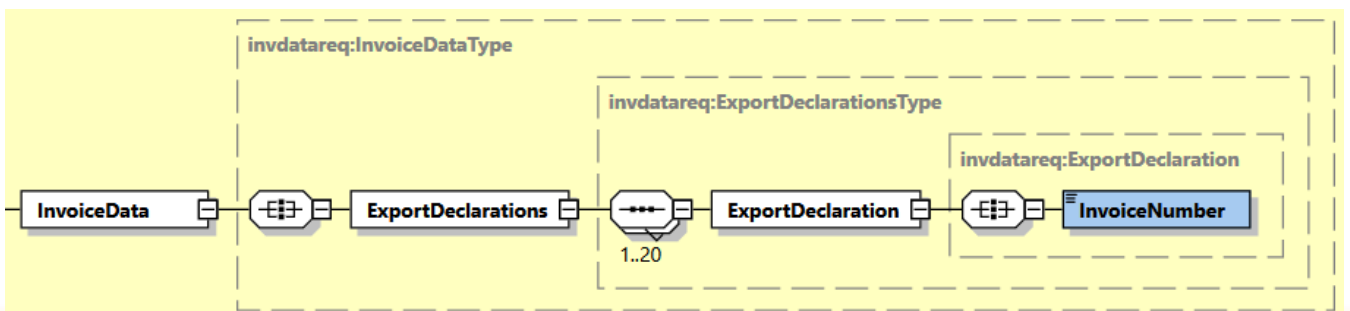 invdatareq:InvoiceDataType
invdatareq:ExportDeclarationsType
invdatareq:ExportDeclaration
InvoiceData
ExportDeclarations
ExportDeclaration
InvoiceNumber
1..20